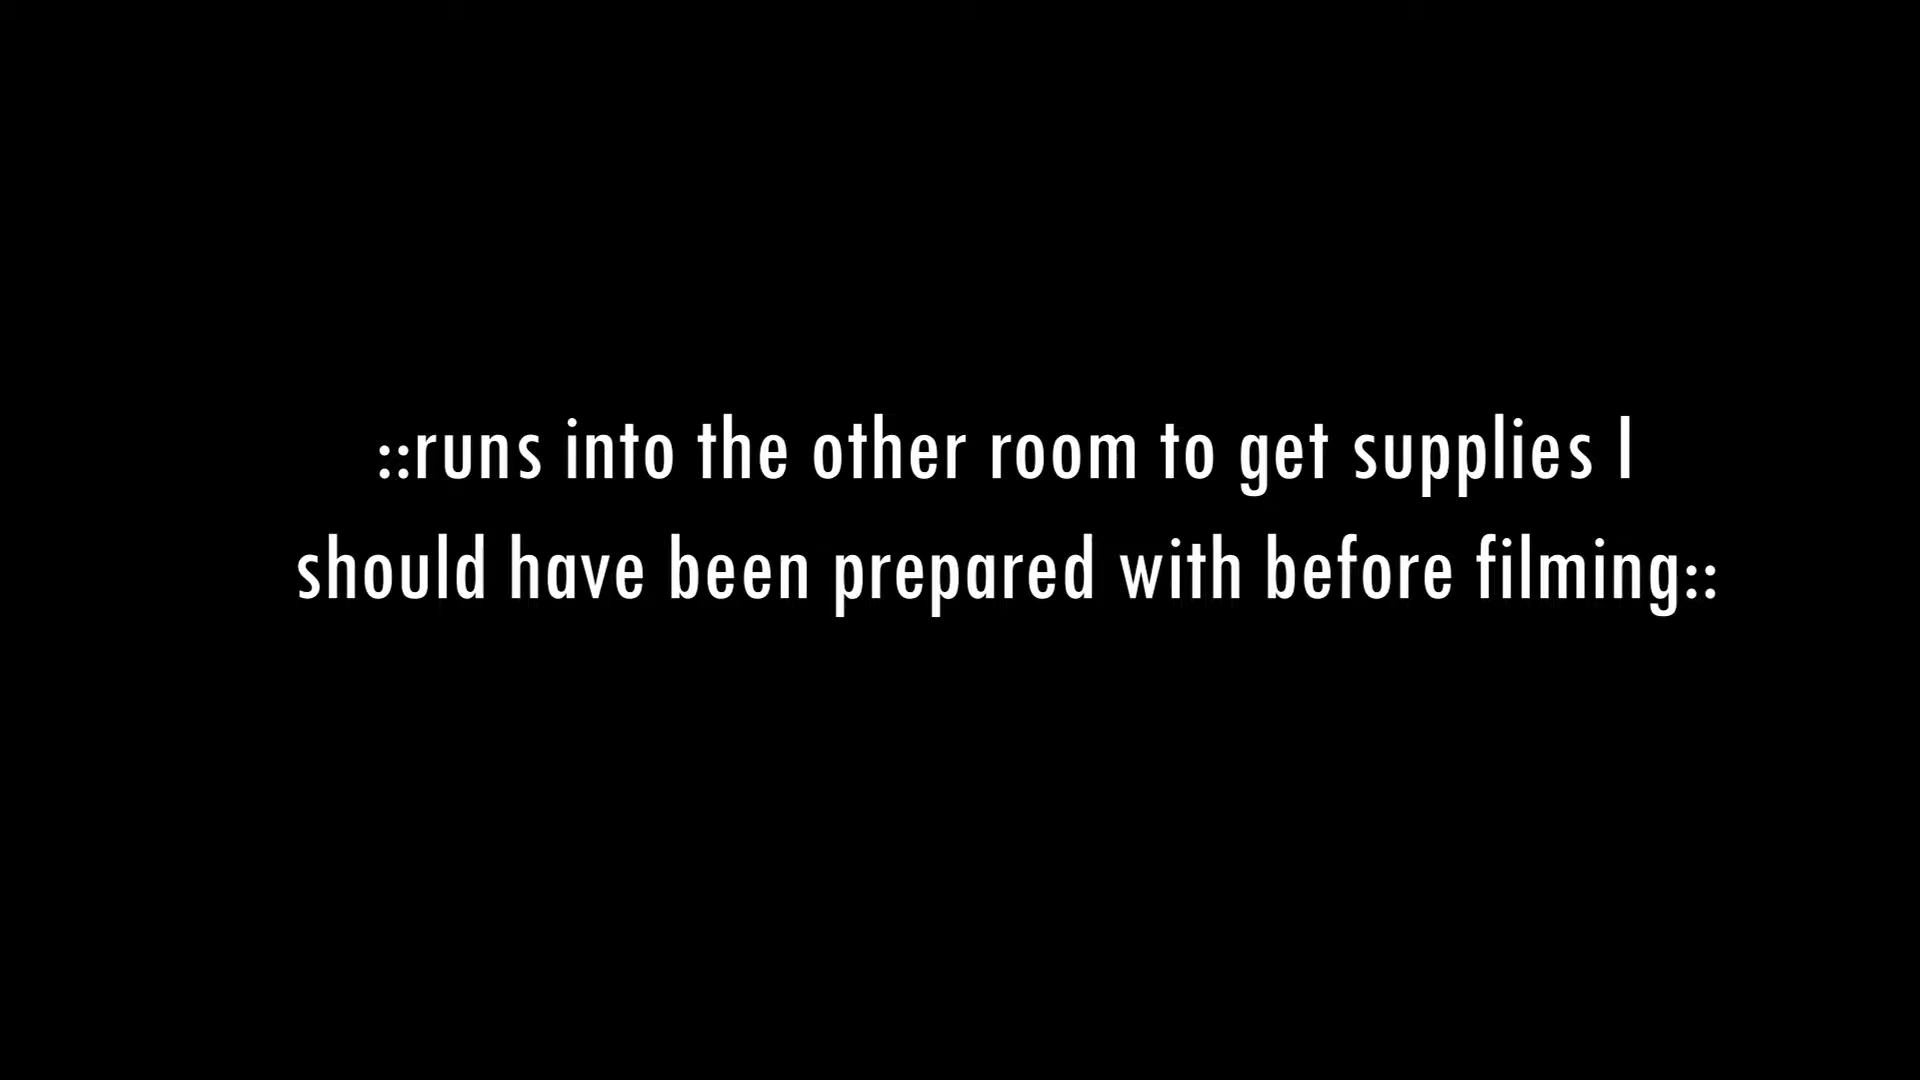 ::runs into the other room to get supplies I
should have been prepared with before filming::